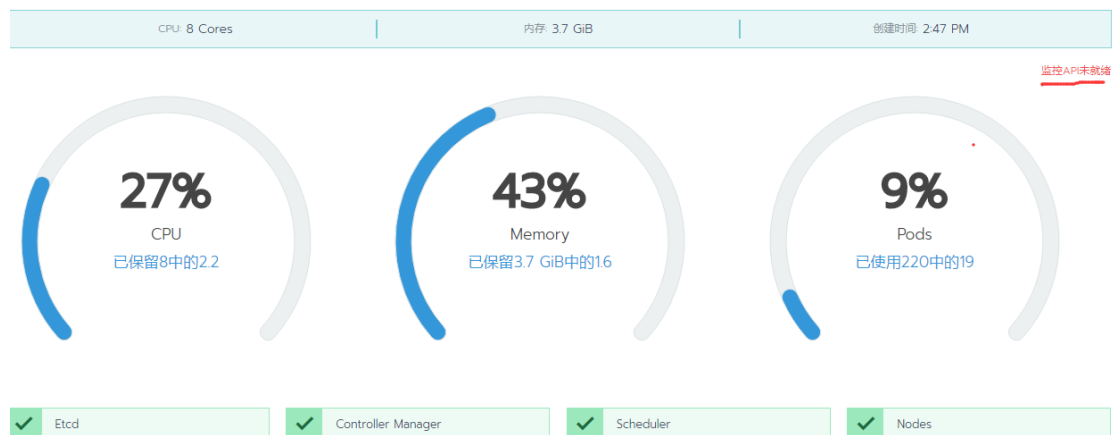 CPU: 8 Cores
内存: 3.7 GiB
创建时间: 2:47 PM
监控API未就绪
27%
CPU
已保留8中的2.2
43%
Memory
已保留3.7 GiB中的1.6
9%
Pods
已使用220中的19
Etcd
Controller Manager
Scheduler
Nodes